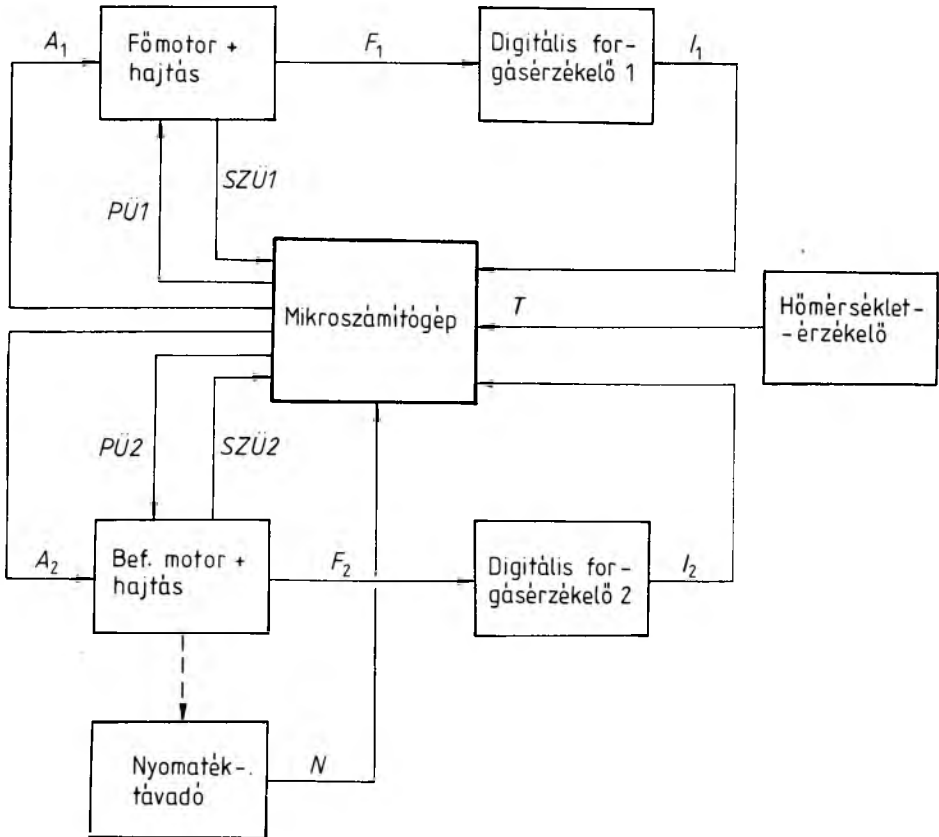 A1
Főmotor +
hajtás
F1
Digitális for-
gásérzékelő 1
I1
PÜ1
SZÜ1
Mikroszámítógép
T
Hőmérséklet-
-érzékelő
PÜ2
SZÜ2
A2
Bef. motor +
hajtás
F2
Digitális for-
gásérzékelő 2
I2
Nyomaték-
távadó
N